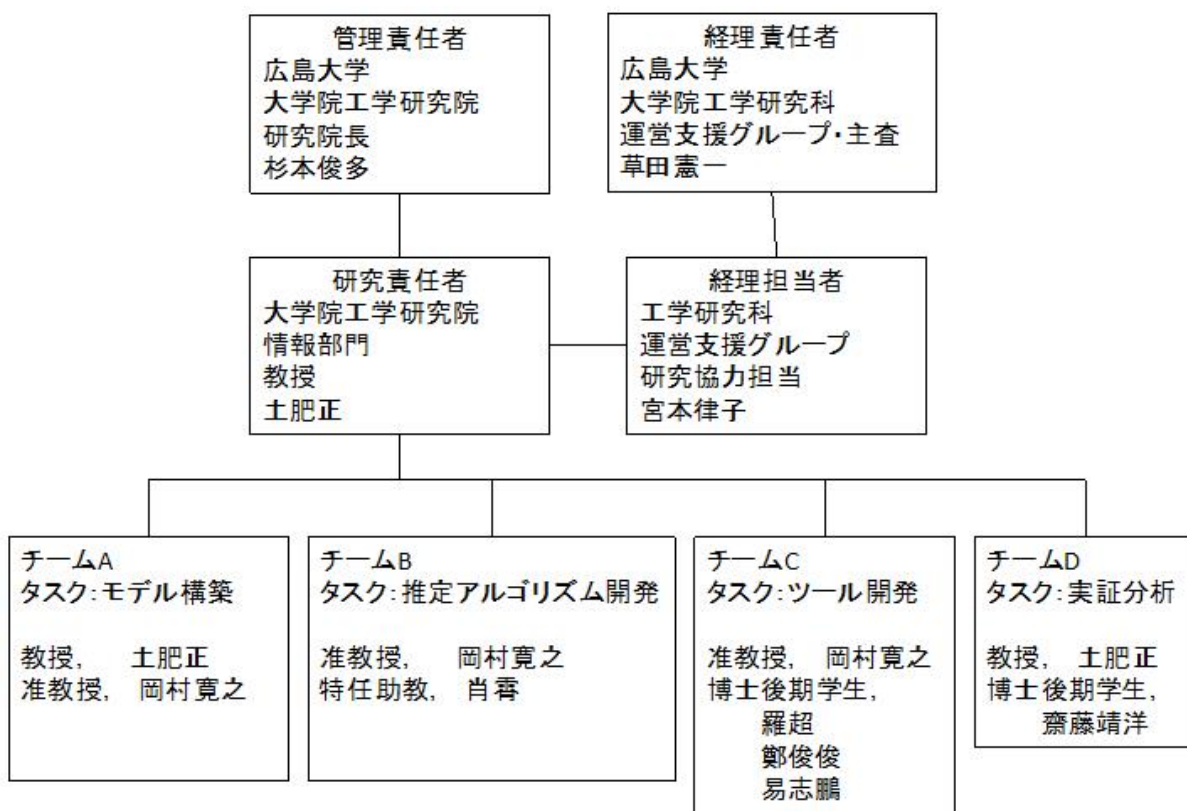 管理責任者
広島大学
大学院工学研究院
研究院長
杉本俊多
経理責任者
広島大学
大学院工学研究科
運営支援グループ・主査
草田憲一
研究責任者
大学院工学研究院
情報部門
教授
土肥正
経理担当者
工学研究科
運営支援グループ
研究協力担当
宮本律子
チームA
タスク:モデル構築
教授, 土肥正
准教授, 岡村寛之
チームB
タスク:推定アルゴリズム開発
准教授, 岡村寛之
特任助教, 肖霄
チームC
タスク:ツール開発
准教授, 岡村寛之
博士後期学生,
羅超
鄭俊俊
易志鵬
チームD
タスク:実証分析
教授, 土肥正
博士後期学生,
齋藤靖洋